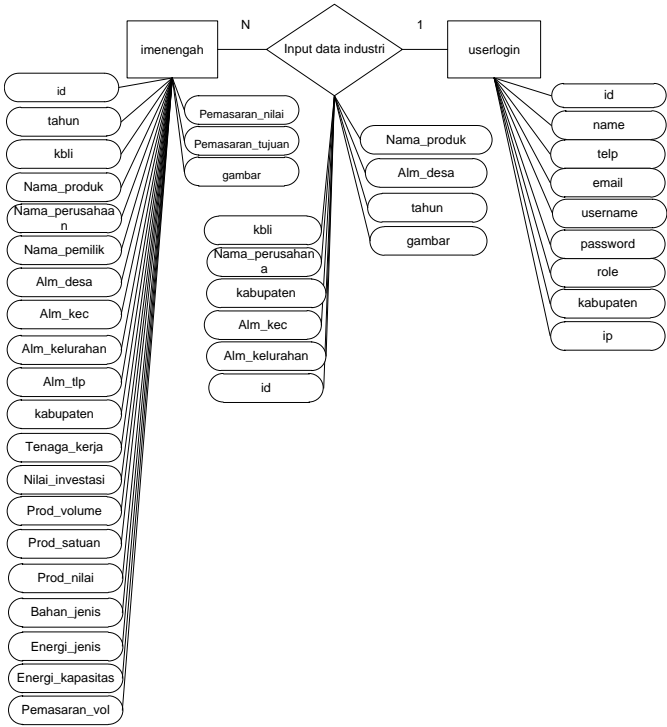 N
1
imenengah
Input data industri
userlogin
id
tahun
kbli
Nama_produk
Nama_perusahaa
n
Nama_pemilik
Alm_desa
Alm_kec
Alm_kelurahan
Alm_tlp
kabupaten
Tenaga_kerja
Nilai_investasi
Prod_volume
Prod_satuan
Prod_nilai
Bahan_jenis
Energi_jenis
Energi_kapasitas
Pemasaran_vol
Pemasaran_nilai
Pemasaran_tujuan
gambar
kbli
Nama_perusahan
a
kabupaten
Alm_kec
Alm_kelurahan
id
Nama_produk
Alm_desa
tahun
gambar
id
name
telp
email
username
password
role
kabupaten
ip